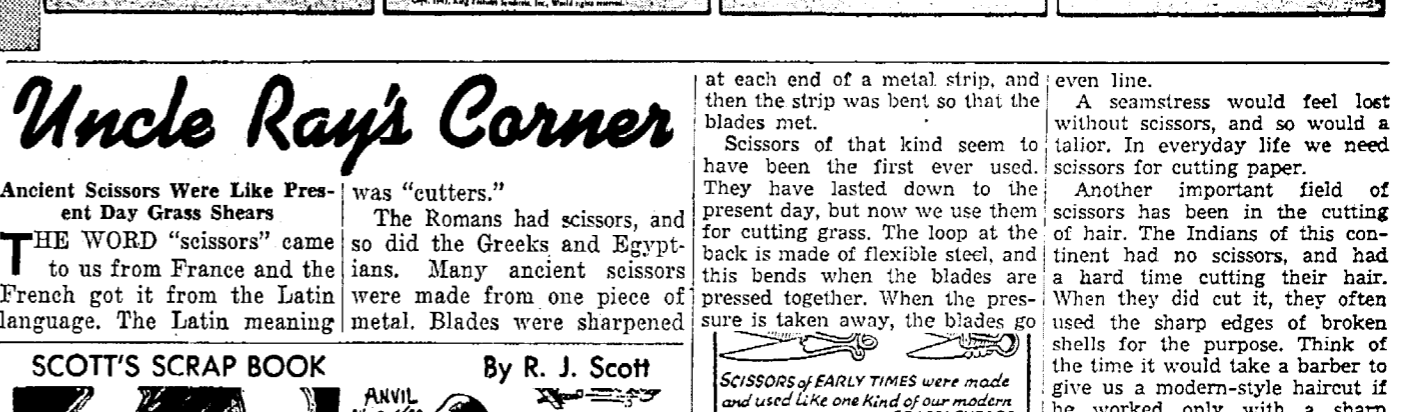 Uncle Ray's Corner
Ancient Scissors Were Like Pres-
ent Day Grass Shears
THE WORD "scissors" came
to us from France and the
French got it from the Latin
language. The Latin meaning
was "cutters."
The Romans had scissors, and
so did the Greeks and Egypt-
ians. Many ancient scissors
were made from one piece of
metal. Blades were sharpened
at each end of a metal strip, and
then the strip was bent so that the
blades met.
Scissors of that kind seem to
have been the first ever used.
They have lasted down to the
present day, but now we use them
for cutting grass. The loop at the
back is made of flexible steel, and
this bends when the blades are
pressed together. When the pres-
sure is taken away, the blades go
SCISSORS of EARLY TIMES were made
and used like one kind of our modern
even line.
A seamstress would feel lost
without scissors, and so would a
talior. In everyday life we need
scissors for cutting paper.
Another important field of
scissors has been in the cutting
of hair. The Indians of this con-
tinent had no scissors, and had
a hard time cutting their hair.
When they did cut it, they often
used the sharp edges of broken
shells for the purpose. Think of
the time it would take a barber to
give us a modern-style haircut if
he worked only with a sharp
SCOTT'S SCRAP BOOK
By R. J. Scott
ANVIL